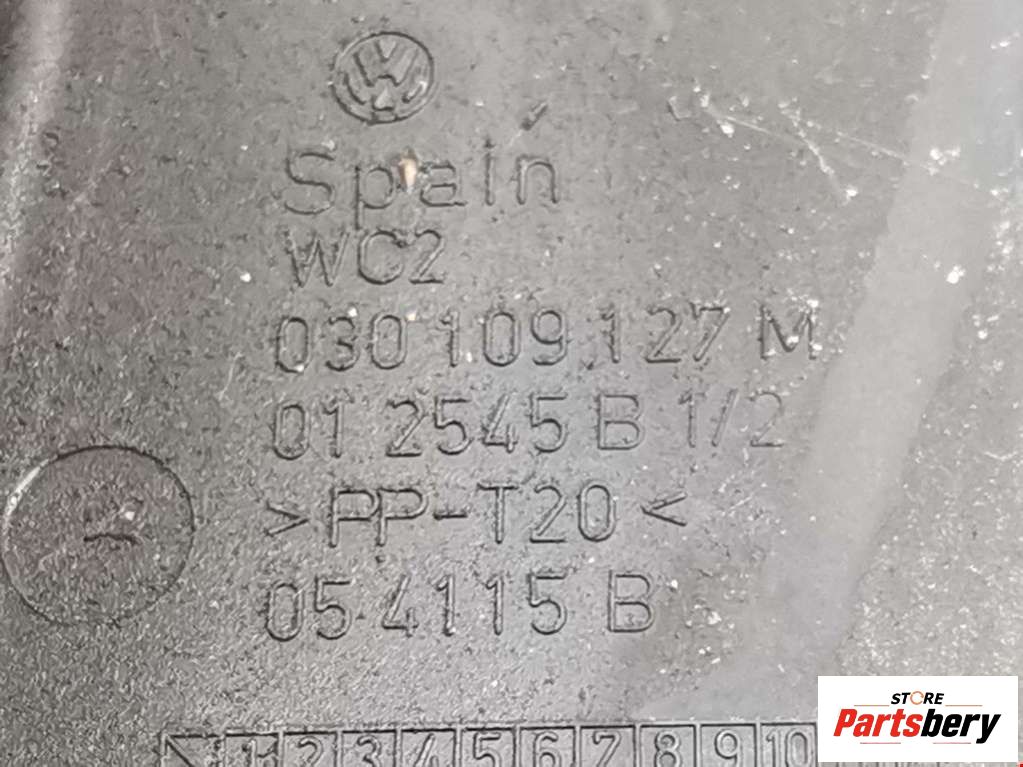 Spain
WC2
030 109 127 M
01 2545 B 1/2
>PP-T20<
05 4115 B
1 2 3 4 5 6 7 8 9 10
STORE
Partsbery